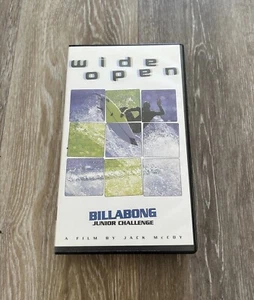 wide
open
BILLABONG
JUNIOR CHALLENGE
A FILM BY JACK McCOY